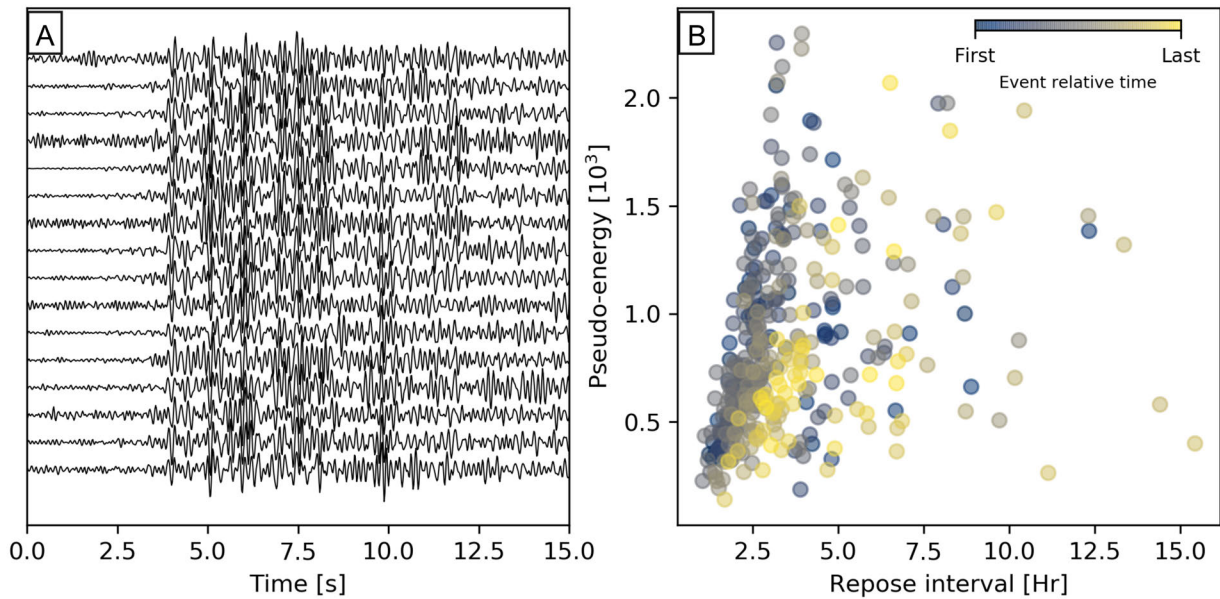 A
0.0 2.5 5.0 7.5 10.0 12.5 15.0
Time [s]
B
First Last
Event relative time
2.0
1.5
1.0
0.5
Pseudo-energy [10³]
2.5 5.0 7.5 10.0 12.5 15.0
Repose interval [Hr]